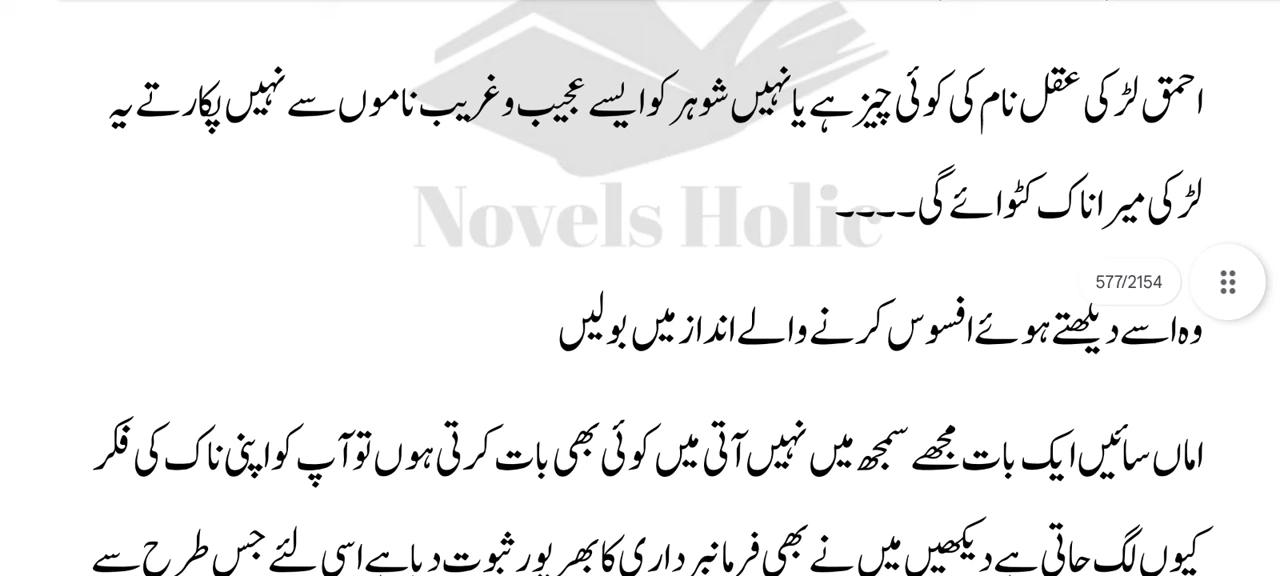 احمق لڑکی عقل نام کی کوئی چیز ہے یا نہیں شوہر کو ایسے عجیب و غریب ناموں سے نہیں پکارتے یہ
لڑکی میرا ناک کٹوائے گی۔۔۔۔
Novels Holic
577/2154
وہ اسے دیکھتے ہوئے افسوس کرنے والے انداز میں بولیں
اماں سائیں ایک بات مجھے سمجھ میں نہیں آتی میں کوئی بھی بات کرتی ہوں تو آپ کو اپنی ناک کی فکر
کیوں لگ جاتی ہے دیکھیں میں نے بھی فرمانبرداری کا بھر پور ثبوت دیا ہے اسی لئے جس طرح سے